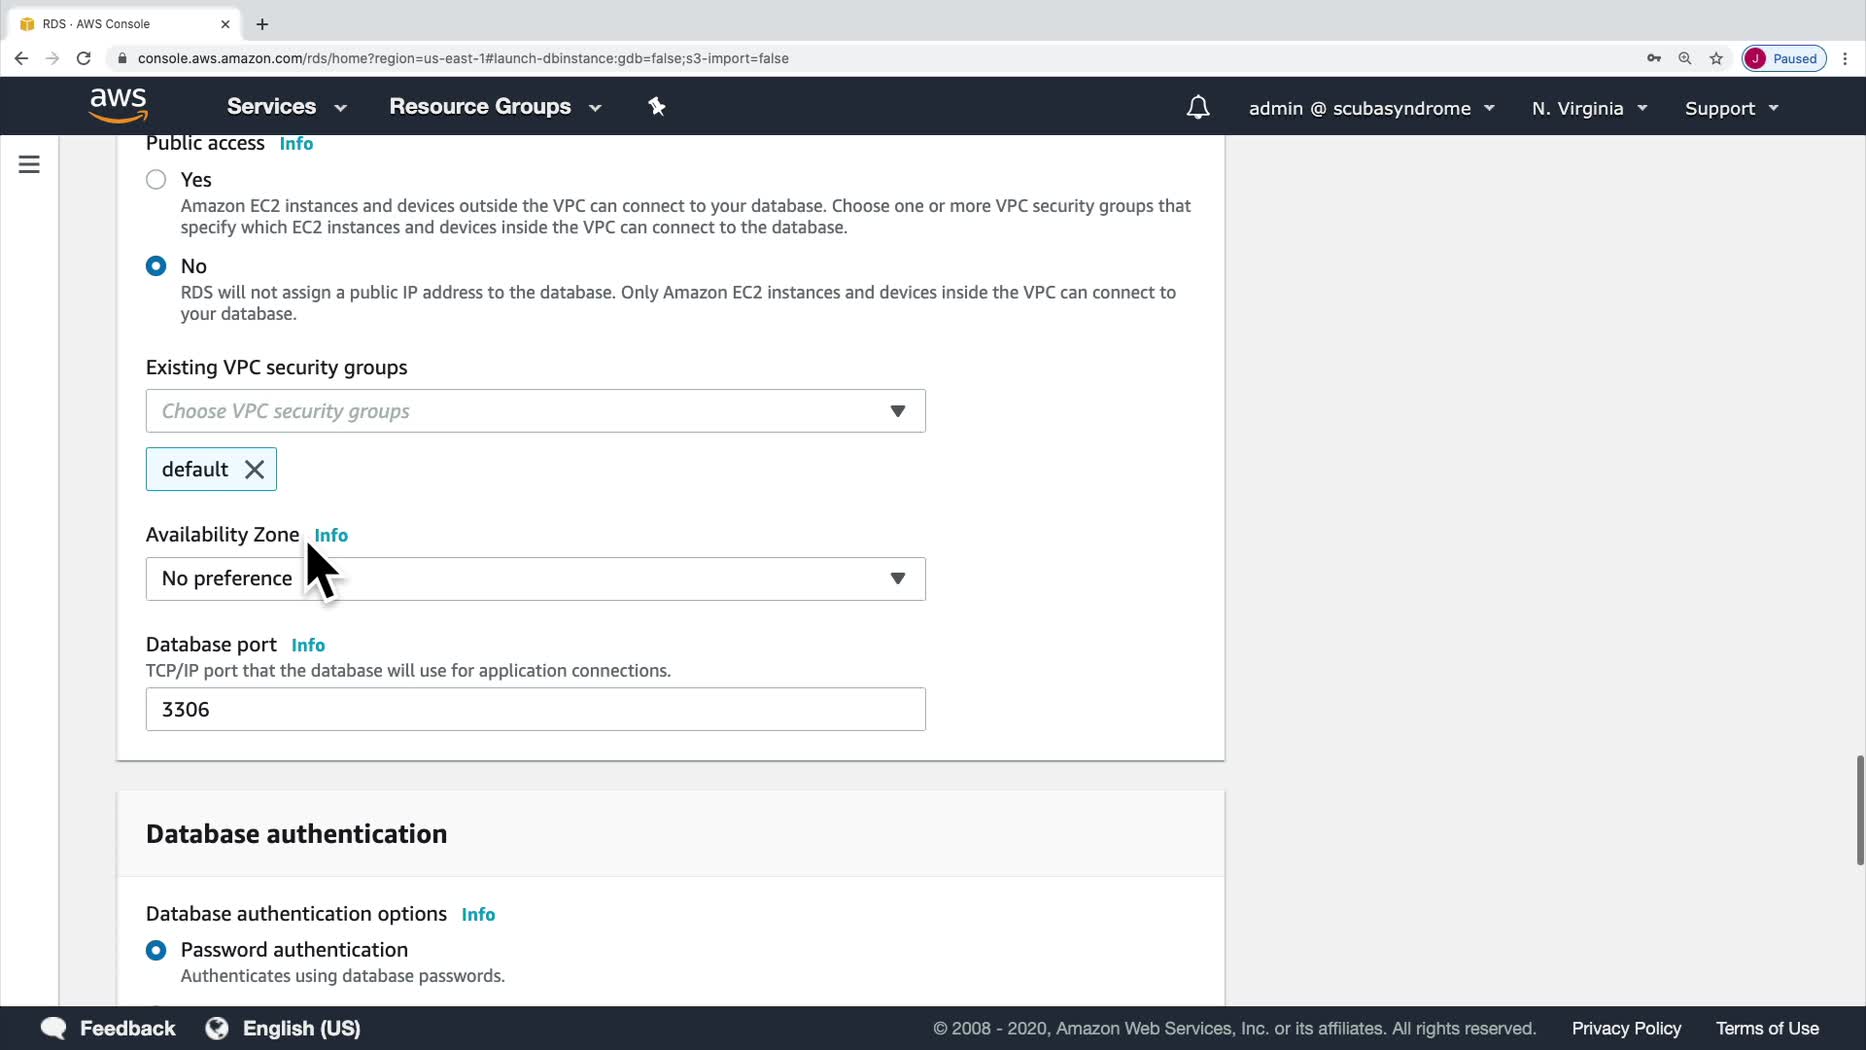 RDS · AWS Console
console.aws.amazon.com/rds/home?region=us-east-1#launch-dbinstance:gdb=false;s3-import=false
J Paused
aws Services Resource Groups admin @ scubasyndrome N. Virginia Support
Public access Info
Yes
Amazon EC2 instances and devices outside the VPC can connect to your database. Choose one or more VPC security groups that
specify which EC2 instances and devices inside the VPC can connect to the database.
No
RDS will not assign a public IP address to the database. Only Amazon EC2 instances and devices inside the VPC can connect to
your database.
Existing VPC security groups
Choose VPC security groups
default
Availability Zone Info
No preference
Database port Info
TCP/IP port that the database will use for application connections.
3306
Database authentication
Database authentication options Info
Password authentication
Authenticates using database passwords.
Feedback English (US) © 2008 - 2020, Amazon Web Services, Inc. or its affiliates. All rights reserved. Privacy Policy Terms of Use